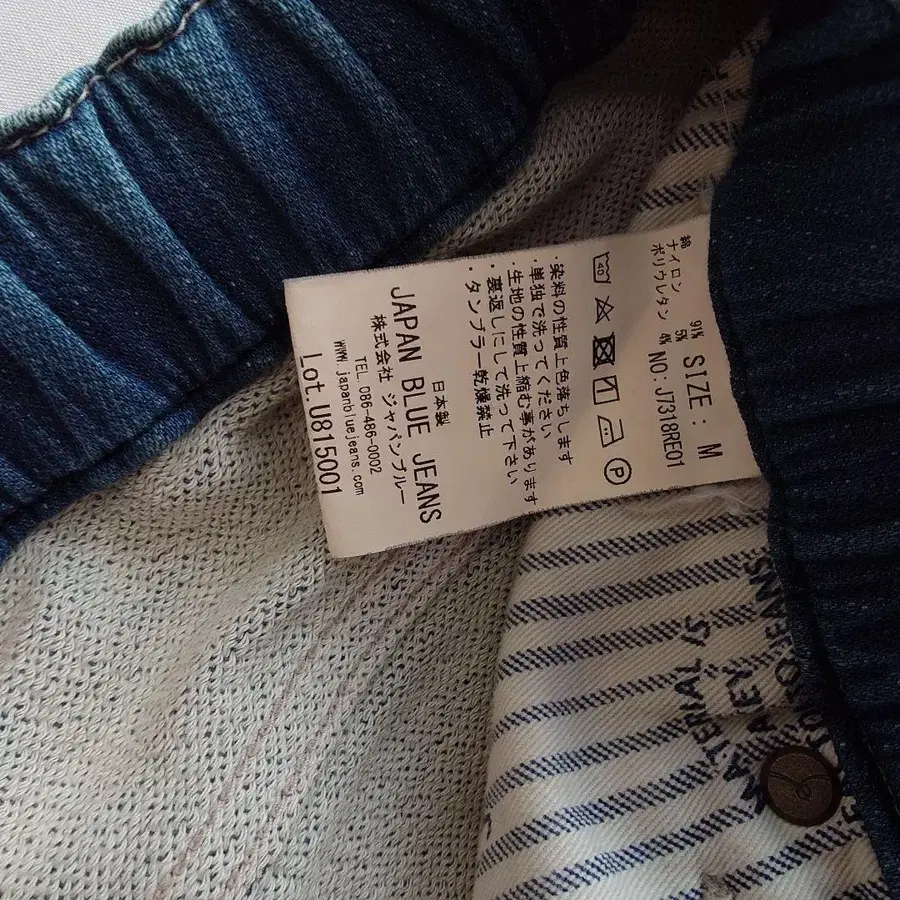 SIZE : M
NO:J7318RE01
綿 91%
ナイロン 5%
ポリウレタン 4%
40
P
・染料の性質上色落ちします
・単独で洗ってください
・生地の性質上縮む事があります
・裏返しにして洗って下さい
・タンブラー乾燥禁止
日本製
JAPAN BLUE JEANS
株式会社 ジャパンブルー
TEL.086-486-0002
www.japanbluejeans.com
Lot.U815001
MATERIAL IS